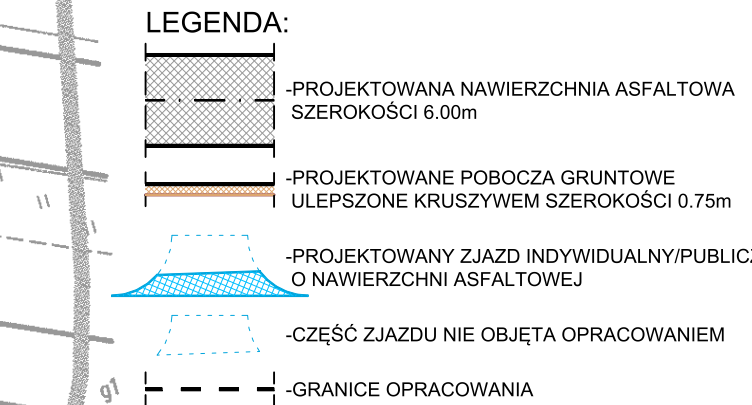 LEGENDA:
-PROJEKTOWANA NAWIERZCHNIA ASFALTOWA
SZEROKOŚCI 6.00m
-PROJEKTOWANE POBOCZA GRUNTOWE
ULEPSZONE KRUSZYWEM SZEROKOŚCI 0.75m
-PROJEKTOWANY ZJAZD INDYWIDUALNY/PUBLICZ
O NAWIERZCHNI ASFALTOWEJ
-CZĘŚĆ ZJAZDU NIE OBJĘTA OPRACOWANIEM
g1
-GRANICE OPRACOWANIA